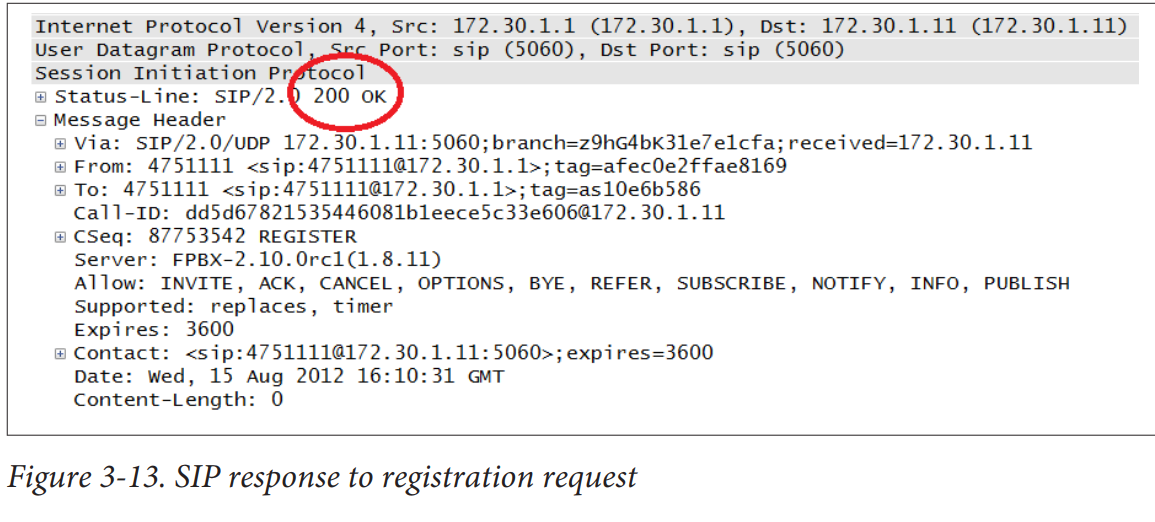 Internet Protocol Version 4, Src: 172.30.1.1 (172.30.1.1), Dst: 172.30.1.11 (172.30.1.11)
User Datagram Protocol, Src Port: sip (5060), Dst Port: sip (5060)
Session Initiation Protocol
Status-Line: SIP/2.0 200 OK
Message Header
Via: SIP/2.0/UDP 172.30.1.11:5060;branch=z9hG4bK31e7e1cfa;received=172.30.1.11
From: 4751111 <sip:4751111@172.30.1.1>;tag=afec0e2ffae8169
To: 4751111 <sip:4751111@172.30.1.1>;tag=as10e6b586
Call-ID: dd5d67821535446081b1eece5c33e606@172.30.1.11
CSeq: 87753542 REGISTER
Server: FPBX-2.10.0rc1(1.8.11)
Allow: INVITE, ACK, CANCEL, OPTIONS, BYE, REFER, SUBSCRIBE, NOTIFY, INFO, PUBLISH
Supported: replaces, timer
Expires: 3600
Contact: <sip:4751111@172.30.1.11:5060>;expires=3600
Date: Wed, 15 Aug 2012 16:10:31 GMT
Content-Length: 0
Figure 3-13. SIP response to registration request